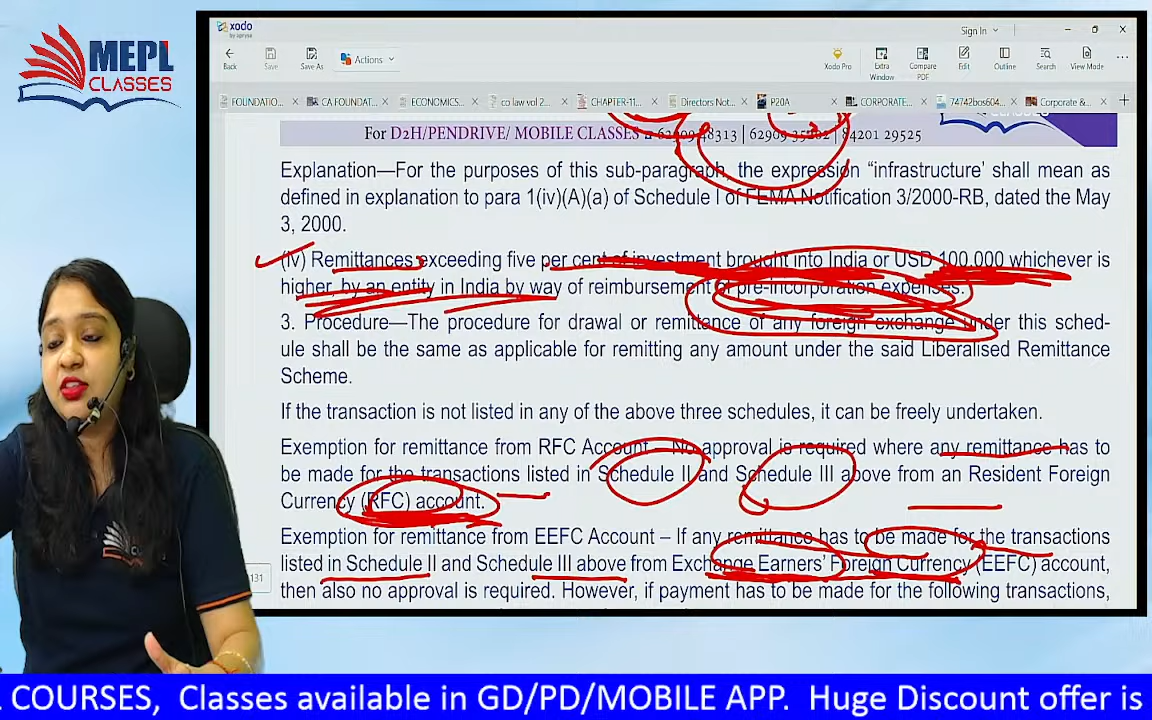 MEPL
CLASSES
xodo
by apryse
Sign In
Back
Save
Save As
Actions
Xodo Pro
Extra Window
Compare PDF
Edit
Outline
Search
View Mode
FOUNDATIO...
CA FOUNDAT...
ECONOMICS...
co law vol 2...
CHAPTER-11...
Directors Not...
P20A
CORPORATE...
74742bos604...
Corporate &...
For D2H/PENDRIVE/ MOBILE CLASSES 48313 | 62909 35202 | 84201 29525
Explanation—For the purposes of this sub-paragraph, the expression “infrastructure’ shall mean as
defined in explanation to para 1(iv)(A)(a) of Schedule I of FEMA Notification 3/2000-RB, dated the May
3, 2000.
(iv) Remittances exceeding five per cent of investment brought into India or USD 100,000 whichever is
higher, by an entity in India by way of reimbursement of pre-incorporation expenses.
3. Procedure—The procedure for drawal or remittance of any foreign exchange under this sched-
ule shall be the same as applicable for remitting any amount under the said Liberalised Remittance
Scheme.
If the transaction is not listed in any of the above three schedules, it can be freely undertaken.
Exemption for remittance from RFC Account – No approval is required where any remittance has to
be made for the transactions listed in Schedule II and Schedule III above from an Resident Foreign
Currency (RFC) account.
Exemption for remittance from EEFC Account – If any remittance has to be made for the transactions
listed in Schedule II and Schedule III above from Exchange Earners’ Foreign Currency (EEFC) account,
131
then also no approval is required. However, if payment has to be made for the following transactions,
COURSES, Classes available in GD/PD/MOBILE APP. Huge Discount offer is